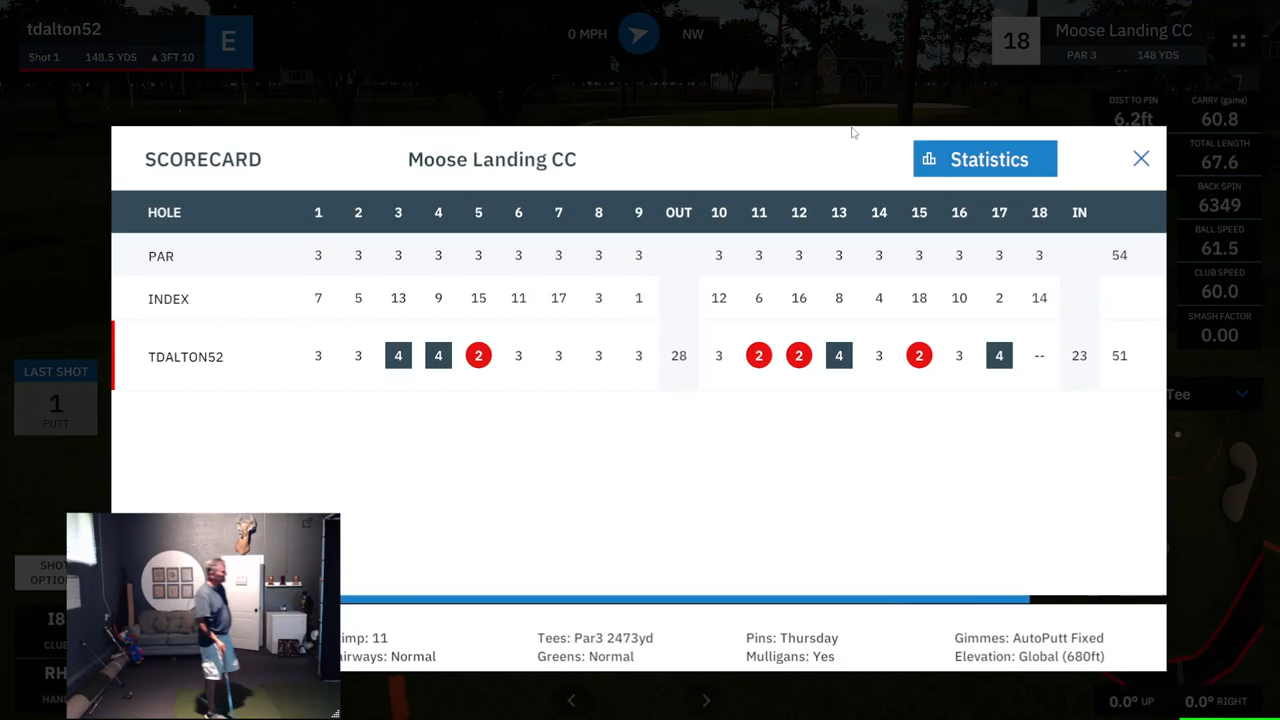 tdalton52
Shot 1 148.5 YDS ▲3FT 10
E
0 MPH NW
18
Moose Landing CC
PAR 3 148 YDS
DIST TO PIN
6.2ft
CARRY (game)
60.8
TOTAL LENGTH
67.6
BACK SPIN
6349
BALL SPEED
61.5
CLUB SPEED
60.0
SMASH FACTOR
0.00
SCORECARD Moose Landing CC Statistics
HOLE 1 2 3 4 5 6 7 8 9 OUT 10 11 12 13 14 15 16 17 18 IN
PAR 3 3 3 3 3 3 3 3 3 3 3 3 3 3 3 3 3 3 54
INDEX 7 5 13 9 15 11 17 3 1 12 6 16 8 4 18 10 2 14
TDALTON52 3 3 4 4 2 3 3 3 3 28 3 2 2 4 3 2 3 4 -- 23 51
LAST SHOT
1
PUTT
Tee
SHOT
OPTIO
I8
CLU
RH
HAN
imp: 11 Tees: Par3 2473yd Pins: Thursday Gimmes: AutoPutt Fixed
airways: Normal Greens: Normal Mulligans: Yes Elevation: Global (680ft)
0.0° UP 0.0° RIGHT